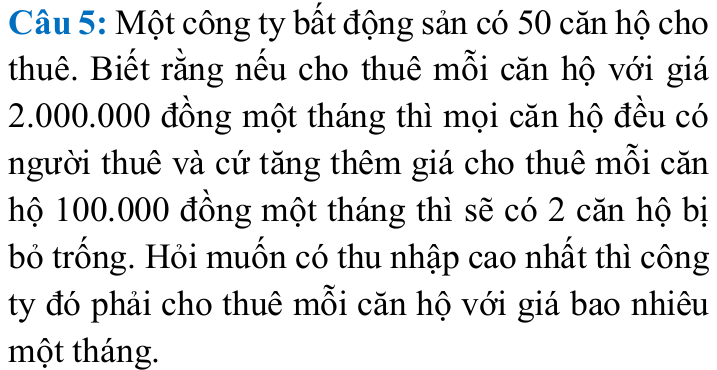 Câu 5: Một công ty bất động sản có 50 căn hộ cho
thuê. Biết rằng nếu cho thuê mỗi căn hộ với giá
2.000.000 đồng một tháng thì mọi căn hộ đều có
người thuê và cứ tăng thêm giá cho thuê mỗi căn
hộ 100.000 đồng một tháng thì sẽ có 2 căn hộ bị
bỏ trống. Hỏi muốn có thu nhập cao nhất thì công
ty đó phải cho thuê mỗi căn hộ với giá bao nhiêu
một tháng.